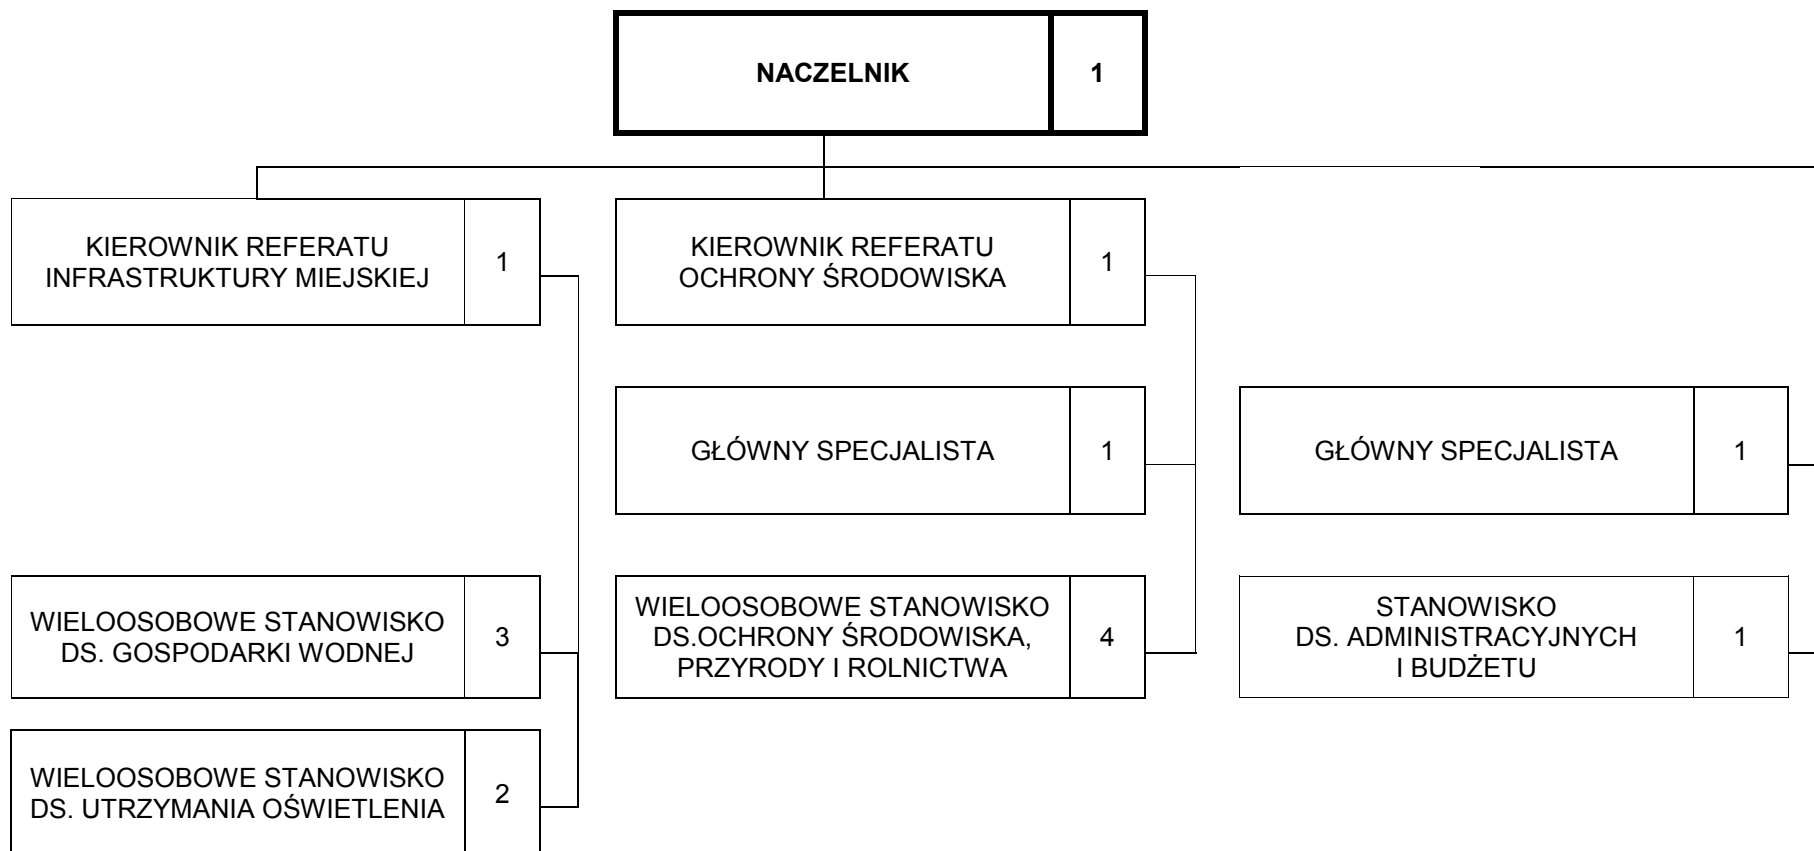 NACZELNIK
1
KIEROWNIK REFERATU
INFRASTRUKTURY MIEJSKIEJ
1
KIEROWNIK REFERATU
OCHRONY ŚRODOWISKA
1
GŁÓWNY SPECJALISTA
1
GŁÓWNY SPECJALISTA
1
WIELOOSOBOWE STANOWISKO
DS. GOSPODARKI WODNEJ
3
WIELOOSOBOWE STANOWISKO
DS.OCHRONY ŚRODOWISKA,
PRZYRODY I ROLNICTWA
4
STANOWISKO
DS. ADMINISTRACYJNYCH
I BUDŻETU
1
WIELOOSOBOWE STANOWISKO
DS. UTRZYMANIA OŚWIETLENIA
2